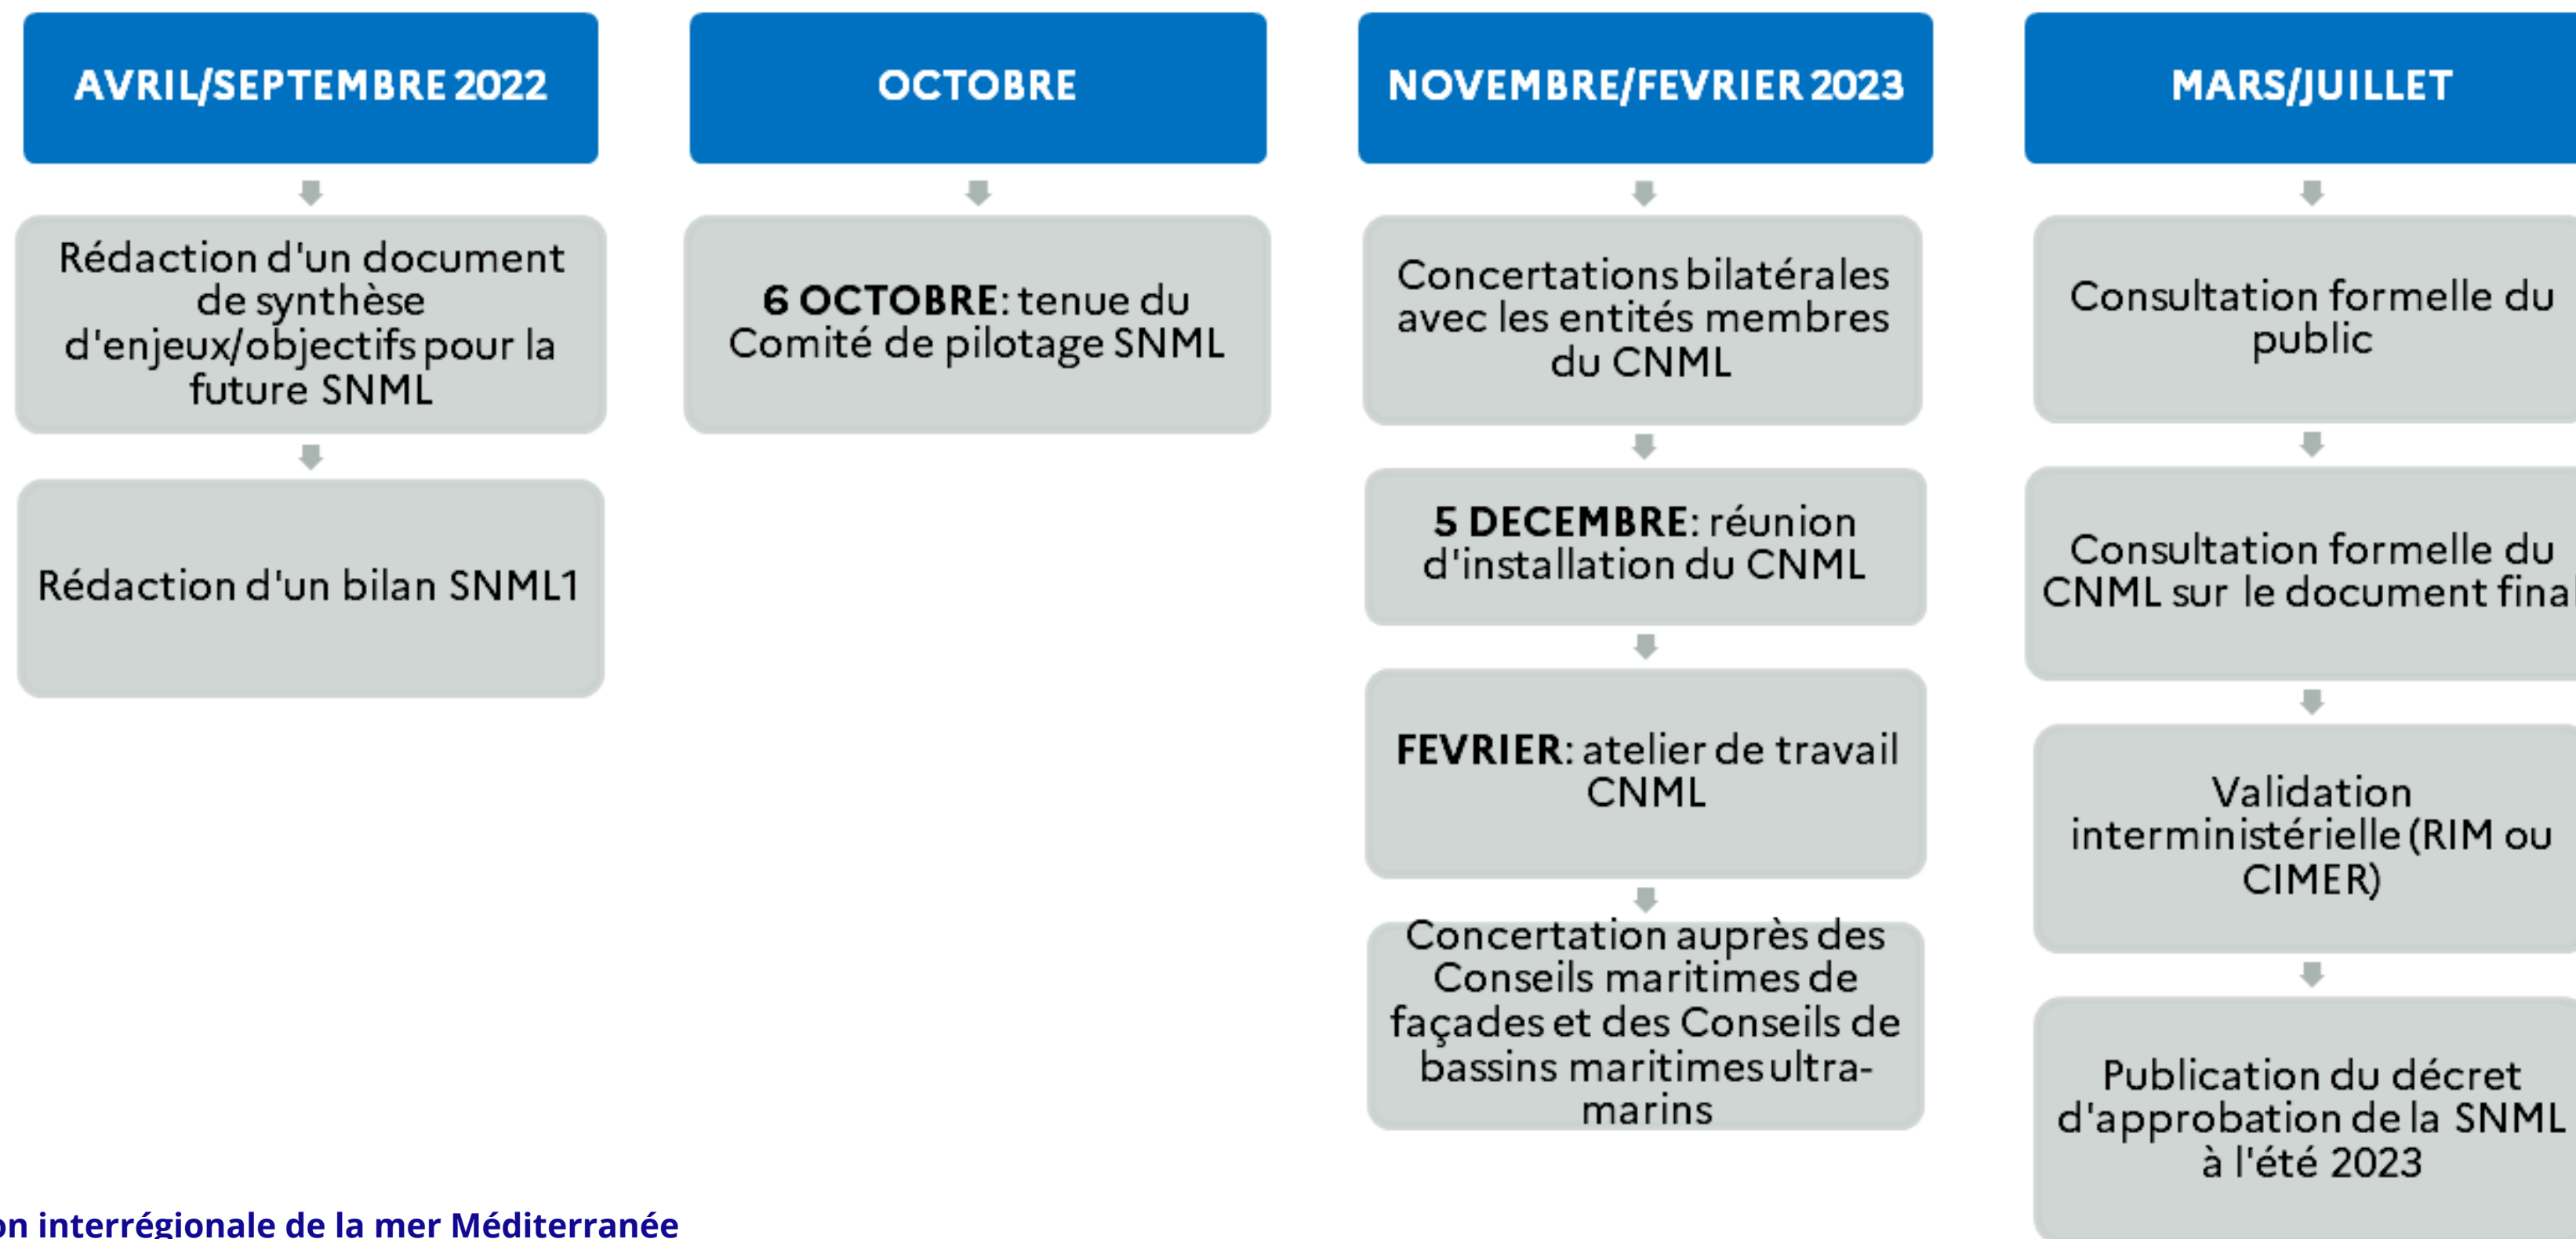 AVRIL/SEPTEMBRE 2022
Rédaction d'un document
de synthèse
d'enjeux/objectifs pour la
future SNML
Rédaction d'un bilan SNML1
OCTOBRE
6 OCTOBRE: tenue du
Comité de pilotage SNML
NOVEMBRE/FEVRIER 2023
Concertations bilatérales
avec les entités membres
du CNML
5 DECEMBRE: réunion
d'installation du CNML
FEVRIER: atelier de travail
CNML
Concertation auprès des
Conseils maritimes de
façades et des Conseils de
bassins maritimes ultra-
marins
MARS/JUILLET
Consultation formelle du
public
Consultation formelle du
CNML sur le document final
Validation
interministérielle (RIM ou
CIMER)
Publication du décret
d'approbation de la SNML
à l'été 2023
on interrégionale de la mer Méditerranée